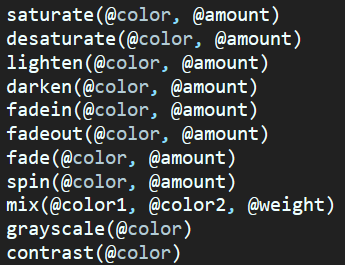 saturate(@color, @amount)
desaturate(@color, @amount)
lighten(@color, @amount)
darken(@color, @amount)
fadein(@color, @amount)
fadeout(@color, @amount)
fade(@color, @amount)
spin(@color, @amount)
mix(@color1, @color2, @weight)
grayscale(@color)
contrast(@color)